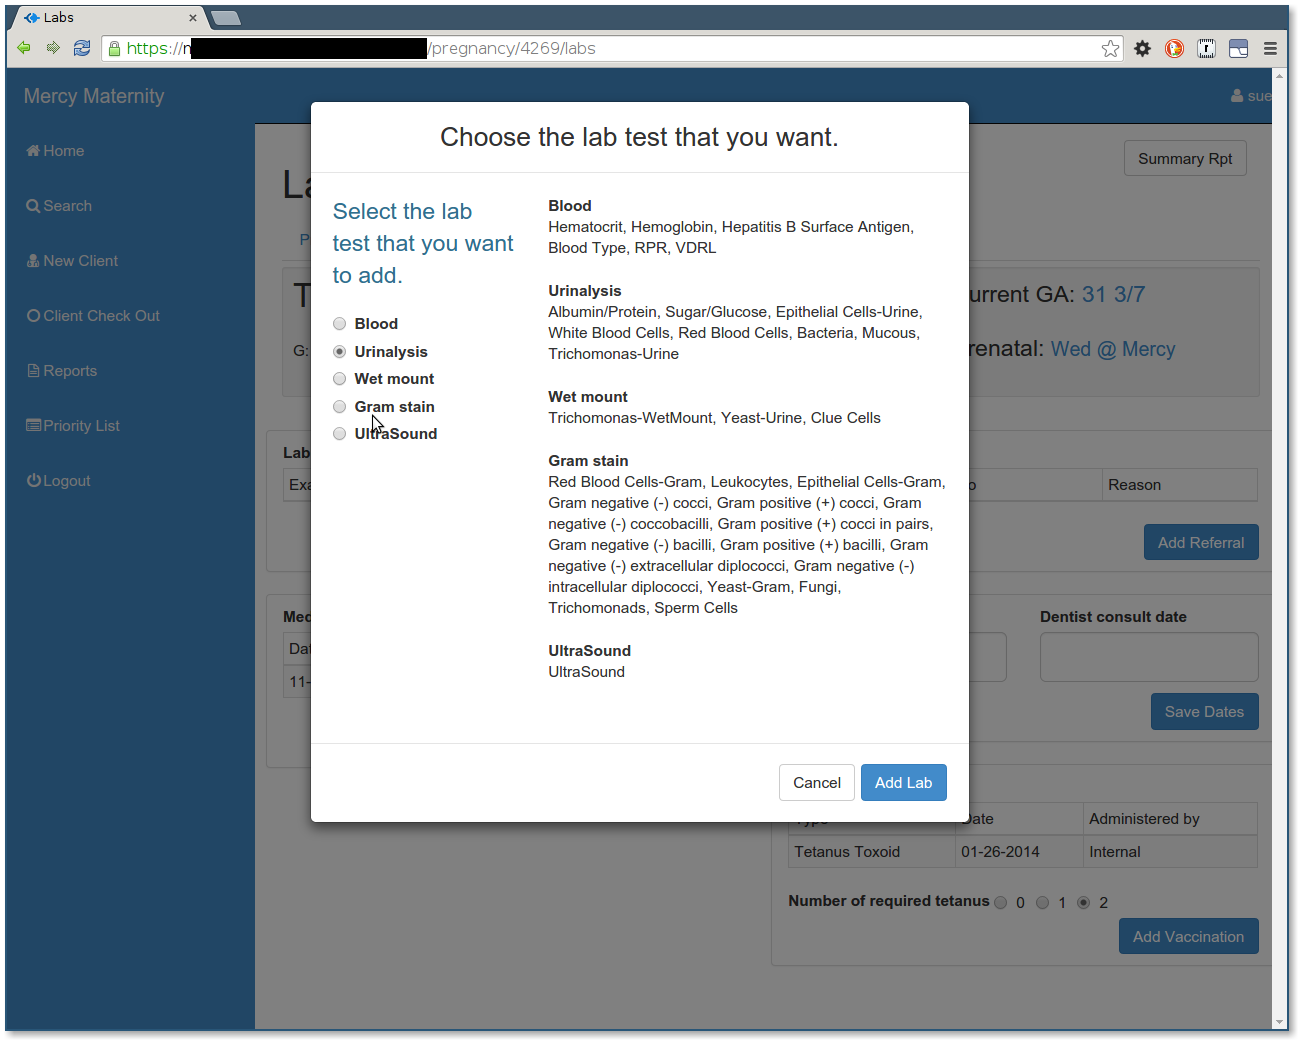 Labs
https://n /pregnancy/4269/labs
Mercy Maternity
sue
Home
Search
New Client
Client Check Out
Reports
Priority List
Logout
Summary Rpt
Choose the lab test that you want.
Select the lab
test that you want
to add.
Blood
Urinalysis
Wet mount
Gram stain
UltraSound
Blood
Hematocrit, Hemoglobin, Hepatitis B Surface Antigen,
Blood Type, RPR, VDRL
Urinalysis
Albumin/Protein, Sugar/Glucose, Epithelial Cells-Urine,
White Blood Cells, Red Blood Cells, Bacteria, Mucous,
Trichomonas-Urine
Wet mount
Trichomonas-WetMount, Yeast-Urine, Clue Cells
Gram stain
Red Blood Cells-Gram, Leukocytes, Epithelial Cells-Gram,
Gram negative (-) cocci, Gram positive (+) cocci, Gram
negative (-) coccobacilli, Gram positive (+) cocci in pairs,
Gram negative (-) bacilli, Gram positive (+) bacilli, Gram
negative (-) extracellular diplococci, Gram negative (-)
intracellular diplococci, Yeast-Gram, Fungi,
Trichomonads, Sperm Cells
UltraSound
UltraSound
Cancel
Add Lab
G:
urrent GA: 31 3/7
renatal: Wed @ Mercy
Lab
Exa
Reason
Add Referral
Med
Dat
11-
Dentist consult date
Save Dates
Type Date Administered by
Tetanus Toxoid 01-26-2014 Internal
Number of required tetanus 0 1 2
Add Vaccination